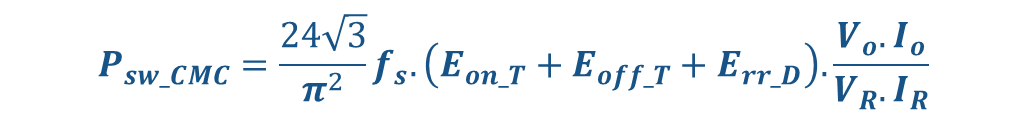 P_sw_CMC = 24√3/π² f_s.(E_on_T + E_off_T + E_rr_D).V_o.I_o/V_R.I_R